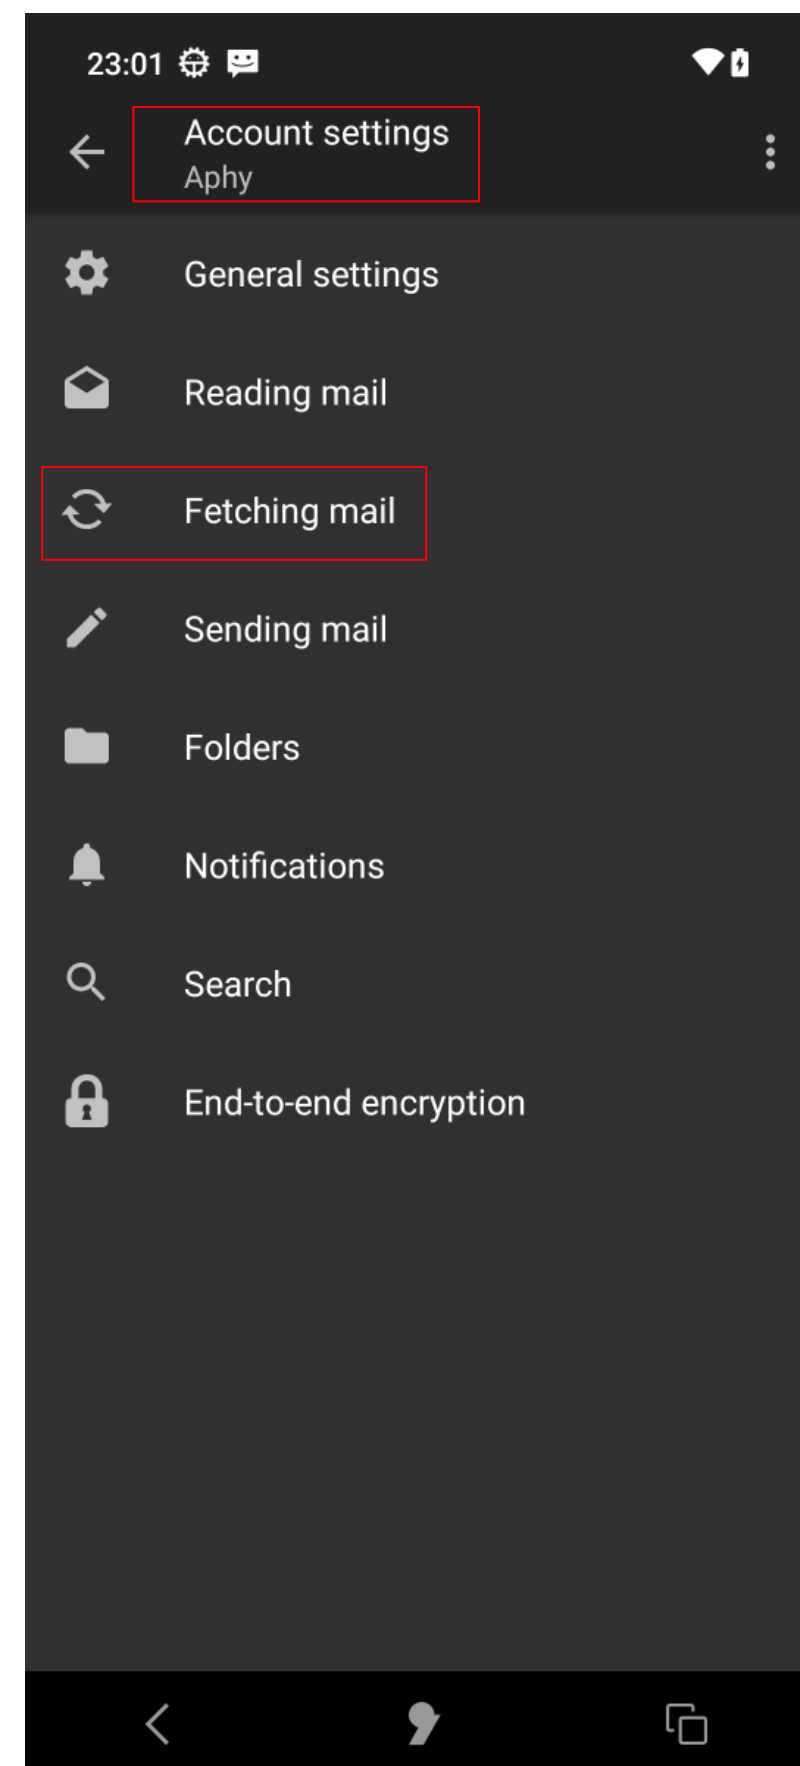 23:01
Account settings
Aphy
General settings
Reading mail
Fetching mail
Sending mail
Folders
Notifications
Search
End-to-end encryption